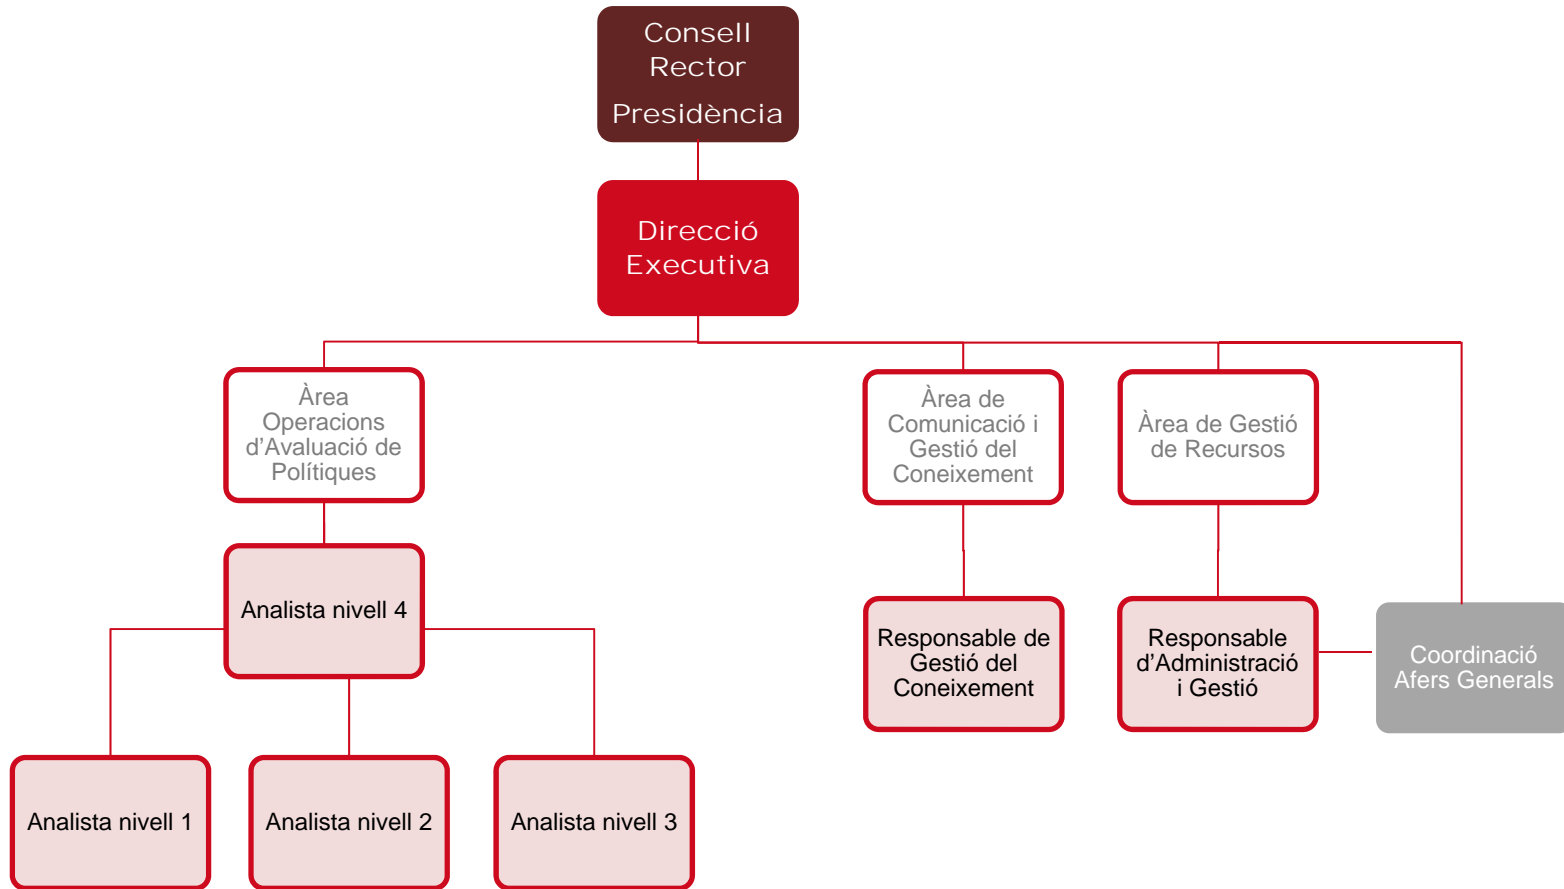 Consell
Rector
Presidència
Direcció
Executiva
Àrea
Operacions
d’Avaluació de
Polítiques
Àrea de
Comunicació i
Gestió del
Coneixement
Àrea de Gestió
de Recursos
Analista nivell 4
Responsable de
Gestió del
Coneixement
Responsable
d’Administració
i Gestió
Coordinació
Afers Generals
Analista nivell 1
Analista nivell 2
Analista nivell 3